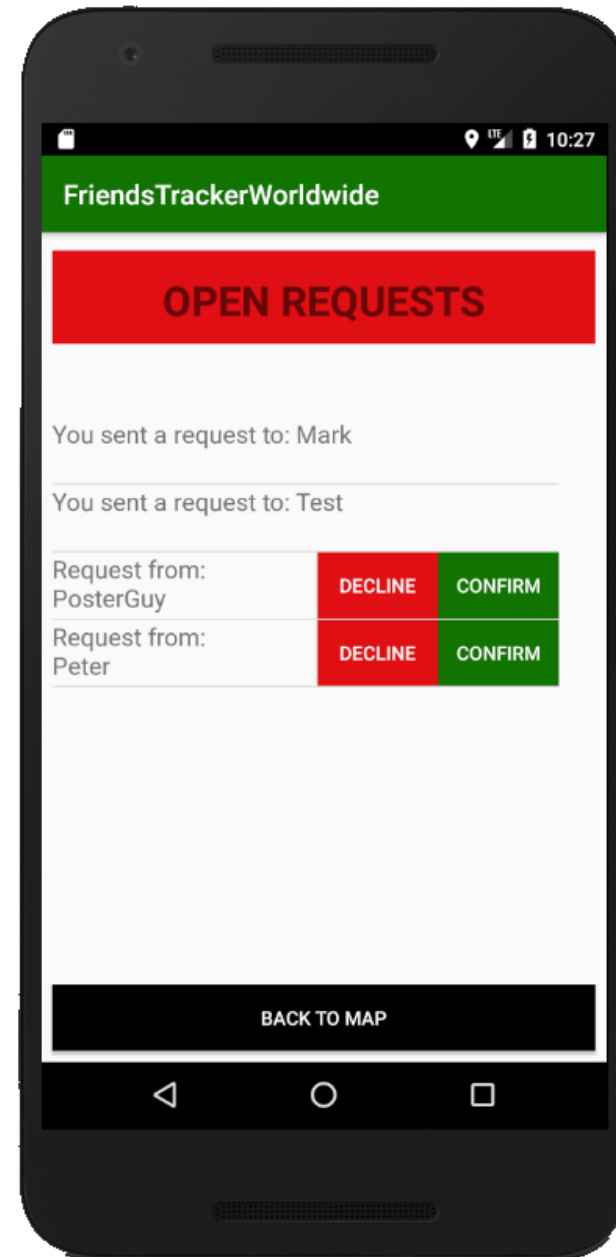 LTE 10:27
FriendsTrackerWorldwide
OPEN REQUESTS
You sent a request to: Mark
You sent a request to: Test
Request from:
PosterGuy
DECLINE CONFIRM
Request from:
Peter
DECLINE CONFIRM
BACK TO MAP